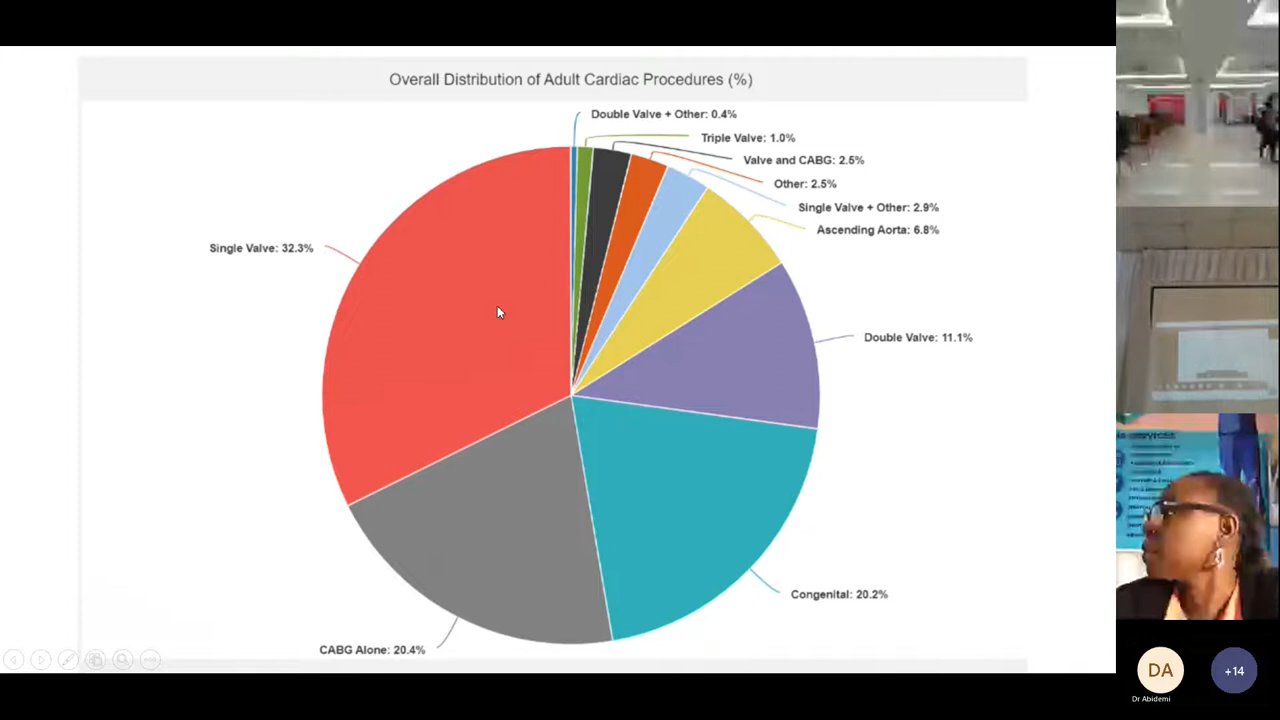 Overall Distribution of Adult Cardiac Procedures (%)
Double Valve + Other: 0.4%
Triple Valve: 1.0%
Valve and CABG: 2.5%
Other: 2.5%
Single Valve + Other: 2.9%
Ascending Aorta: 6.8%
Single Valve: 32.3%
Double Valve: 11.1%
Congenital: 20.2%
CABG Alone: 20.4%
DA
+14
Dr Abidemi